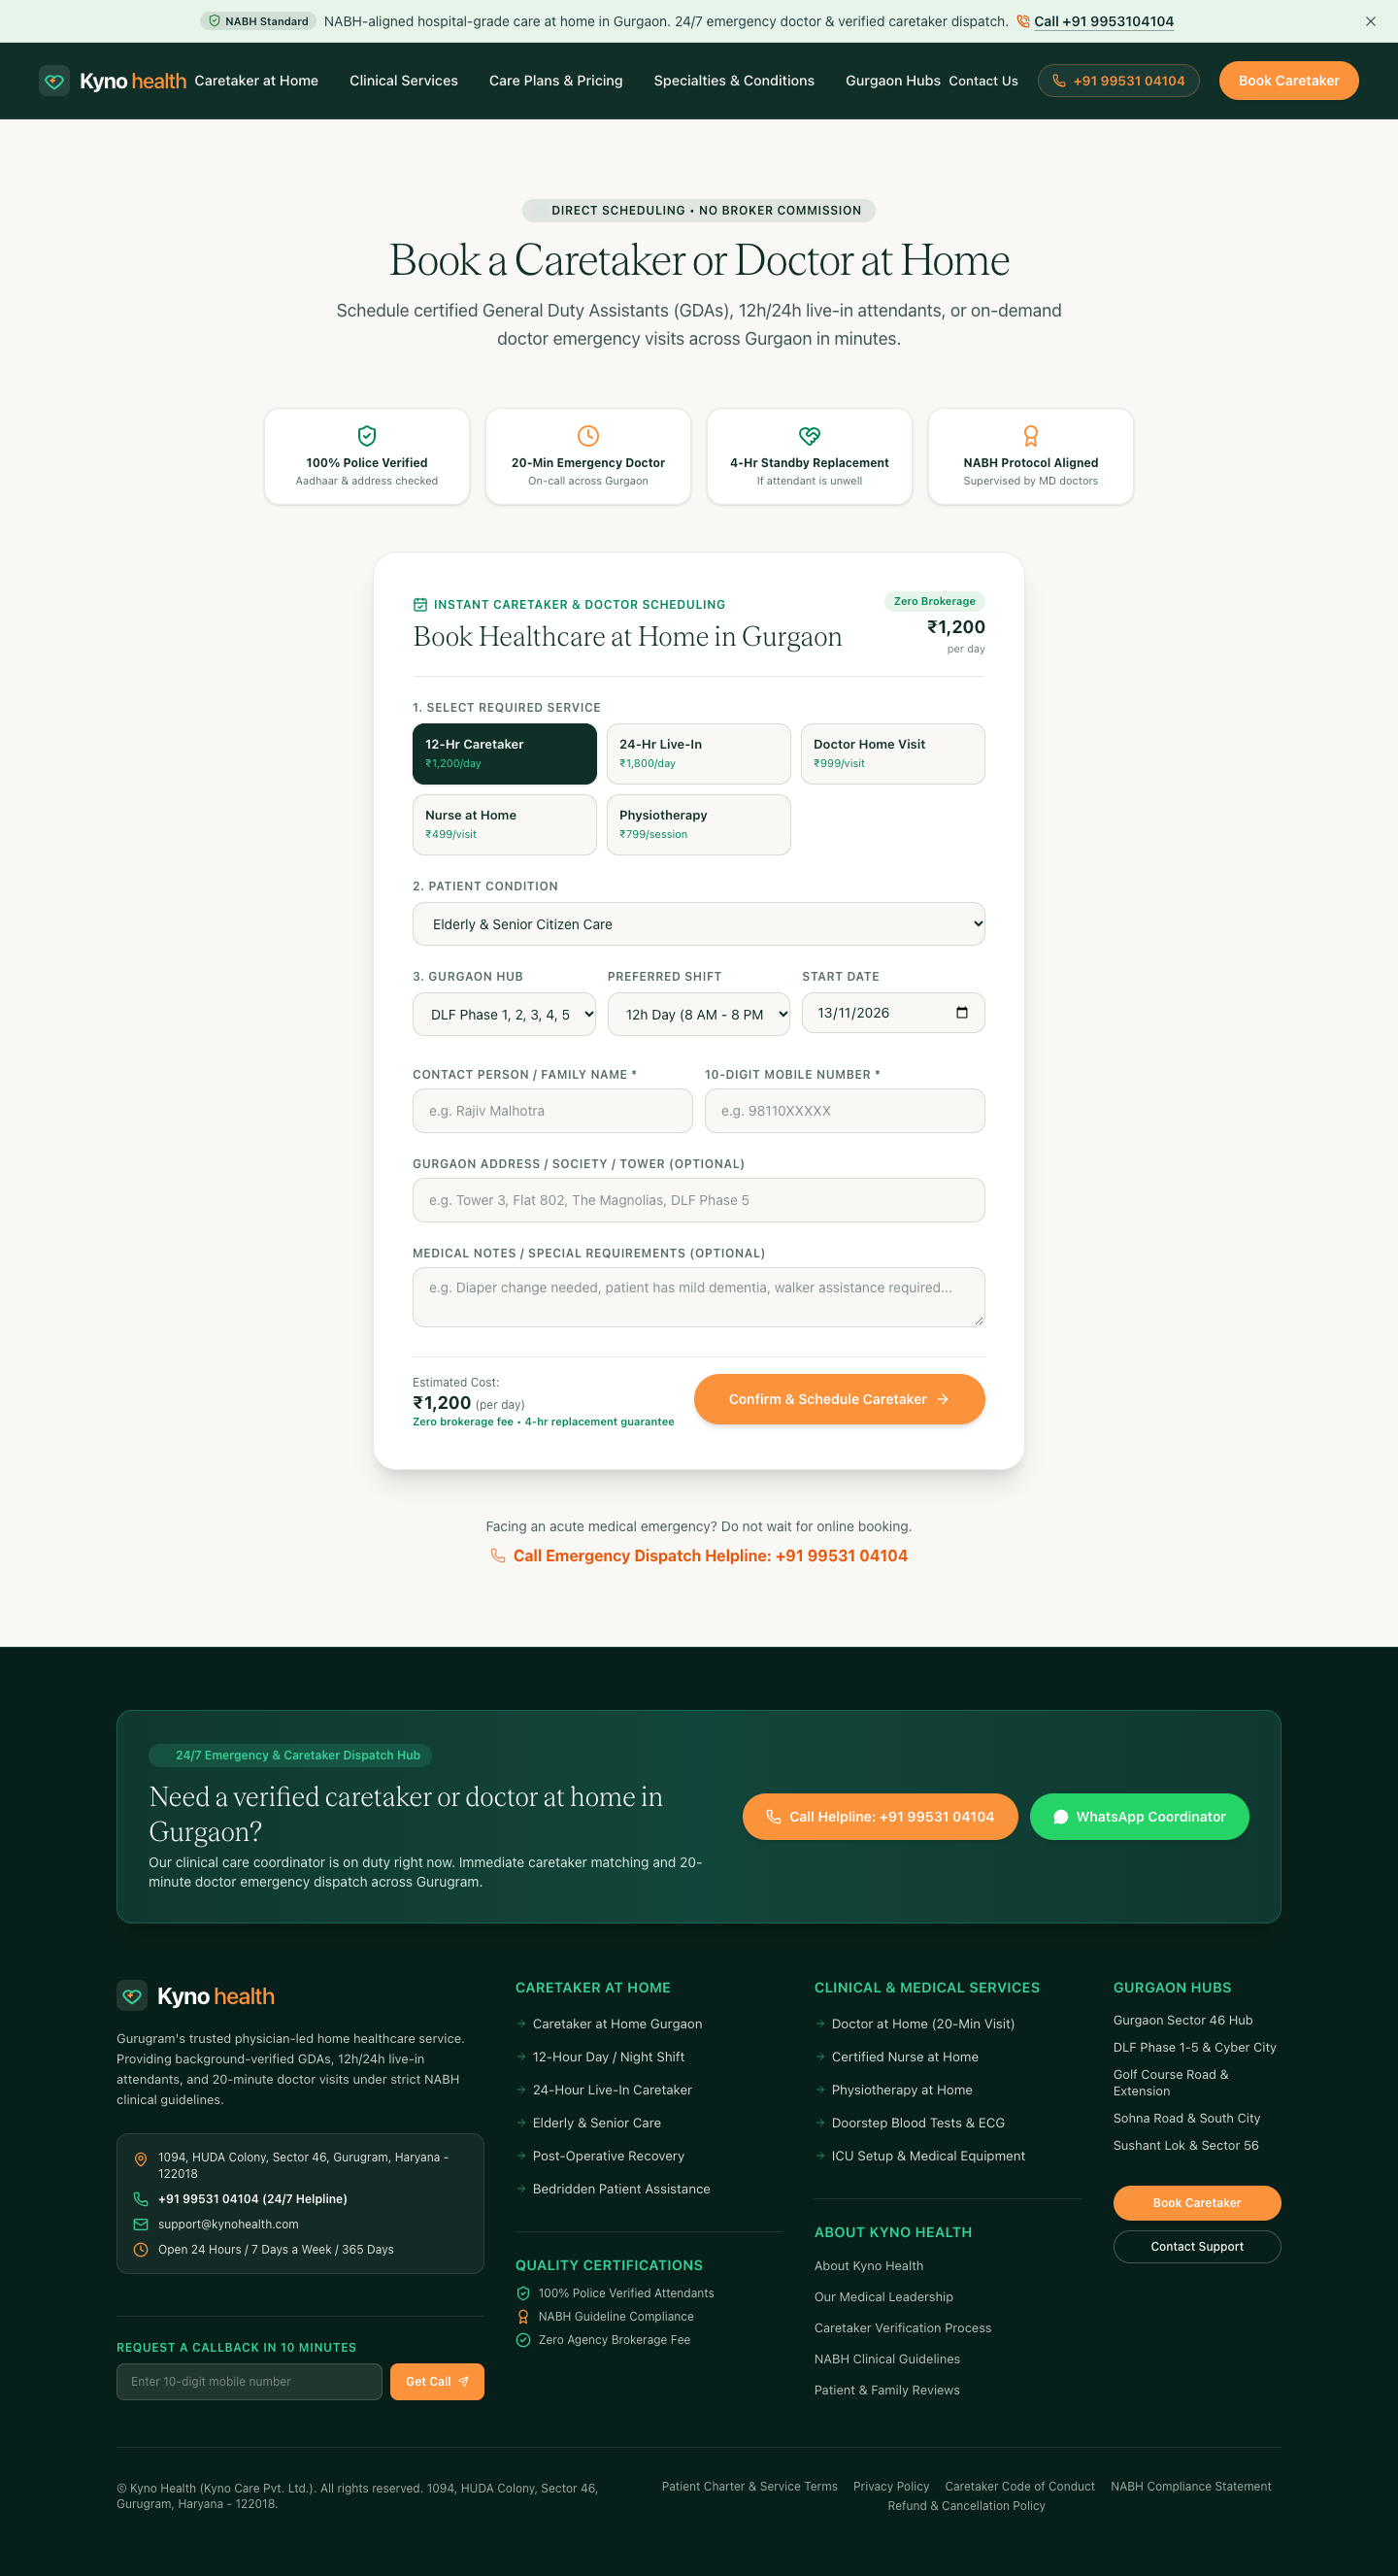 NABH Standard NABH-aligned hospital-grade care at home in Gurgaon. 24/7 emergency doctor & verified caretaker dispatch. Call +91 9953104104
Kyno health Caretaker at Home Clinical Services Care Plans & Pricing Specialties & Conditions Gurgaon Hubs Contact Us +91 99531 04104 Book Caretaker
DIRECT SCHEDULING • NO BROKER COMMISSION
Book a Caretaker or Doctor at Home
Schedule certified General Duty Assistants (GDAs), 12h/24h live-in attendants, or on-demand
doctor emergency visits across Gurgaon in minutes.
100% Police Verified
Aadhaar & address checked
20-Min Emergency Doctor
On-call across Gurgaon
4-Hr Standby Replacement
If attendant is unwell
NABH Protocol Aligned
Supervised by MD doctors
INSTANT CARETAKER & DOCTOR SCHEDULING
Book Healthcare at Home in Gurgaon
Zero Brokerage
₹1,200
per day
1. SELECT REQUIRED SERVICE
12-Hr Caretaker
₹1,200/day
24-Hr Live-In
₹1,800/day
Doctor Home Visit
₹999/visit
Nurse at Home
₹499/visit
Physiotherapy
₹799/session
2. PATIENT CONDITION
Elderly & Senior Citizen Care
3. GURGAON HUB
DLF Phase 1, 2, 3, 4, 5
PREFERRED SHIFT
12h Day (8 AM - 8 PM
START DATE
13/11/2026
CONTACT PERSON / FAMILY NAME *
e.g. Rajiv Malhotra
10-DIGIT MOBILE NUMBER *
e.g. 98110XXXXX
GURGAON ADDRESS / SOCIETY / TOWER (OPTIONAL)
e.g. Tower 3, Flat 802, The Magnolias, DLF Phase 5
MEDICAL NOTES / SPECIAL REQUIREMENTS (OPTIONAL)
e.g. Diaper change needed, patient has mild dementia, walker assistance required...
Estimated Cost:
₹1,200 (per day)
Zero brokerage fee • 4-hr replacement guarantee
Confirm & Schedule Caretaker
Facing an acute medical emergency? Do not wait for online booking.
Call Emergency Dispatch Helpline: +91 99531 04104
24/7 Emergency & Caretaker Dispatch Hub
Need a verified caretaker or doctor at home in
Gurgaon?
Our clinical care coordinator is on duty right now. Immediate caretaker matching and 20-
minute doctor emergency dispatch across Gurugram.
Call Helpline: +91 99531 04104
WhatsApp Coordinator
Kyno health
Gurugram's trusted physician-led home healthcare service.
Providing background-verified GDAs, 12h/24h live-in
attendants, and 20-minute doctor visits under strict NABH
clinical guidelines.
1094, HUDA Colony, Sector 46, Gurugram, Haryana -
122018
+91 99531 04104 (24/7 Helpline)
support@kynohealth.com
Open 24 Hours / 7 Days a Week / 365 Days
REQUEST A CALLBACK IN 10 MINUTES
Enter 10-digit mobile number
Get Call
CARETAKER AT HOME
Caretaker at Home Gurgaon
12-Hour Day / Night Shift
24-Hour Live-In Caretaker
Elderly & Senior Care
Post-Operative Recovery
Bedridden Patient Assistance
QUALITY CERTIFICATIONS
100% Police Verified Attendants
NABH Guideline Compliance
Zero Agency Brokerage Fee
CLINICAL & MEDICAL SERVICES
Doctor at Home (20-Min Visit)
Certified Nurse at Home
Physiotherapy at Home
Doorstep Blood Tests & ECG
ICU Setup & Medical Equipment
ABOUT KYNO HEALTH
About Kyno Health
Our Medical Leadership
Caretaker Verification Process
NABH Clinical Guidelines
Patient & Family Reviews
GURGAON HUBS
Gurgaon Sector 46 Hub
DLF Phase 1-5 & Cyber City
Golf Course Road &
Extension
Sohna Road & South City
Sushant Lok & Sector 56
Book Caretaker
Contact Support
© Kyno Health (Kyno Care Pvt. Ltd.). All rights reserved. 1094, HUDA Colony, Sector 46,
Gurugram, Haryana - 122018.
Patient Charter & Service Terms Privacy Policy Caretaker Code of Conduct NABH Compliance Statement
Refund & Cancellation Policy